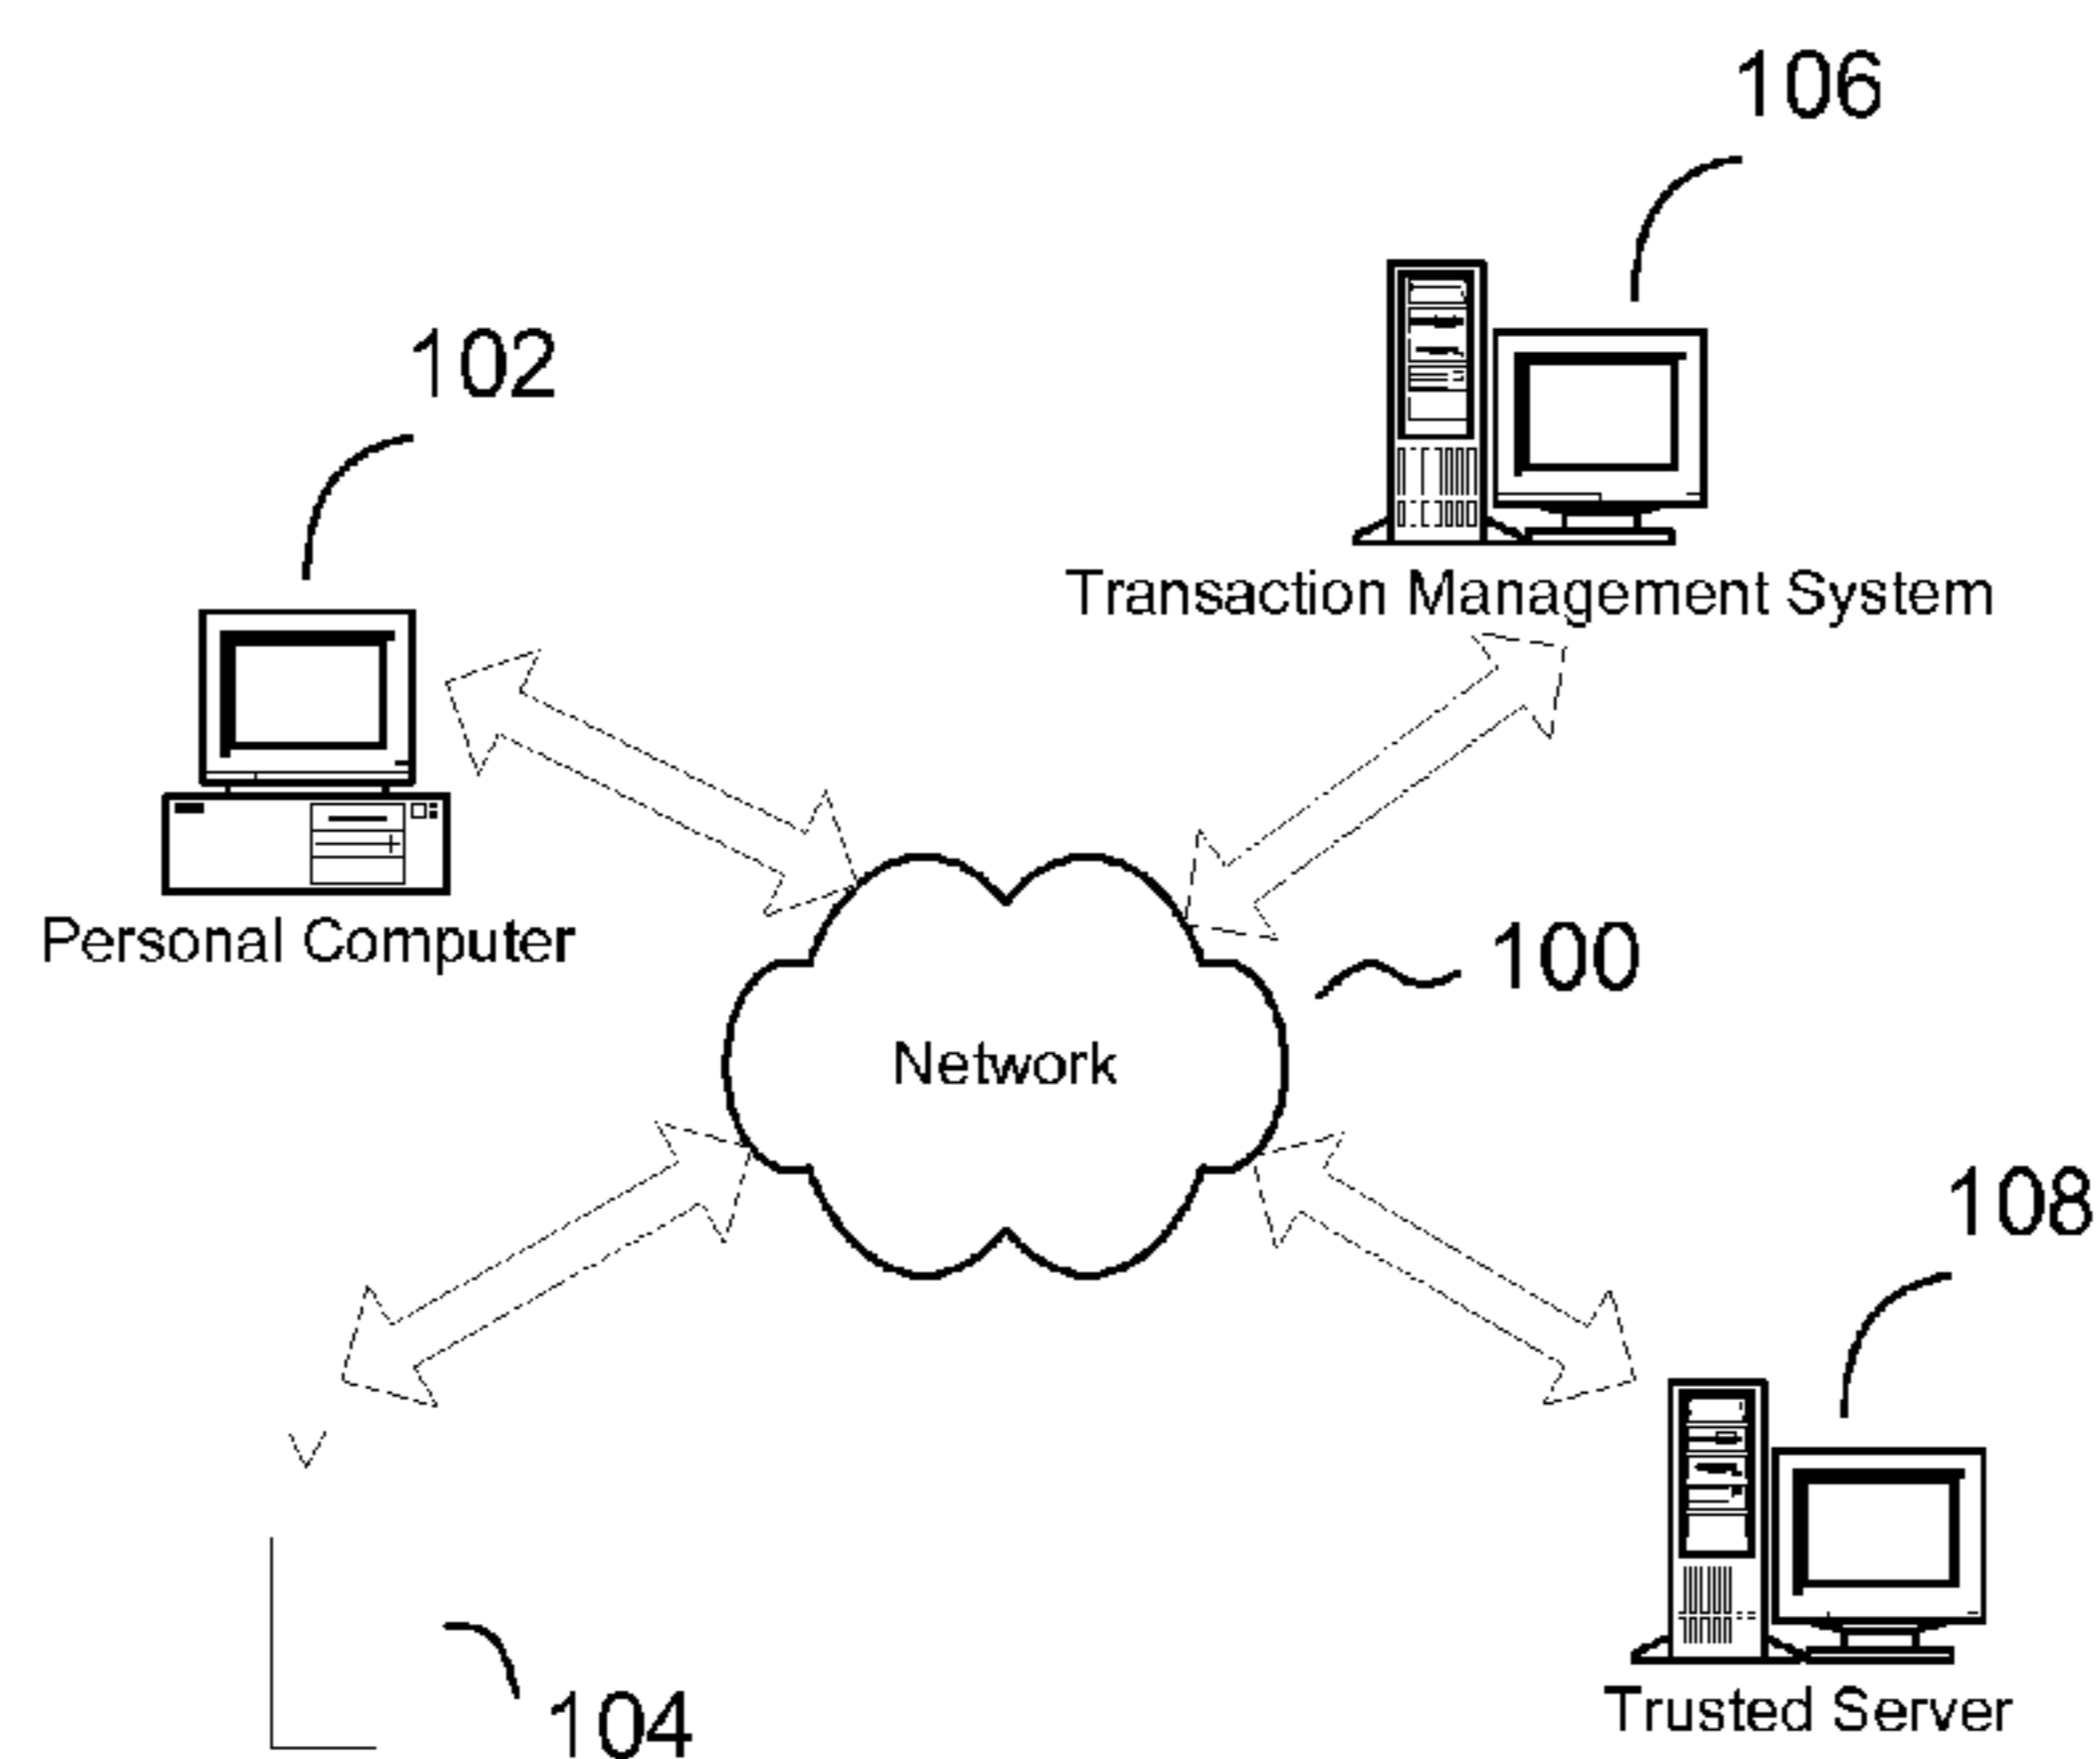 106
102
Transaction Management System
Personal Computer
100
Network
108
104
Trusted Server